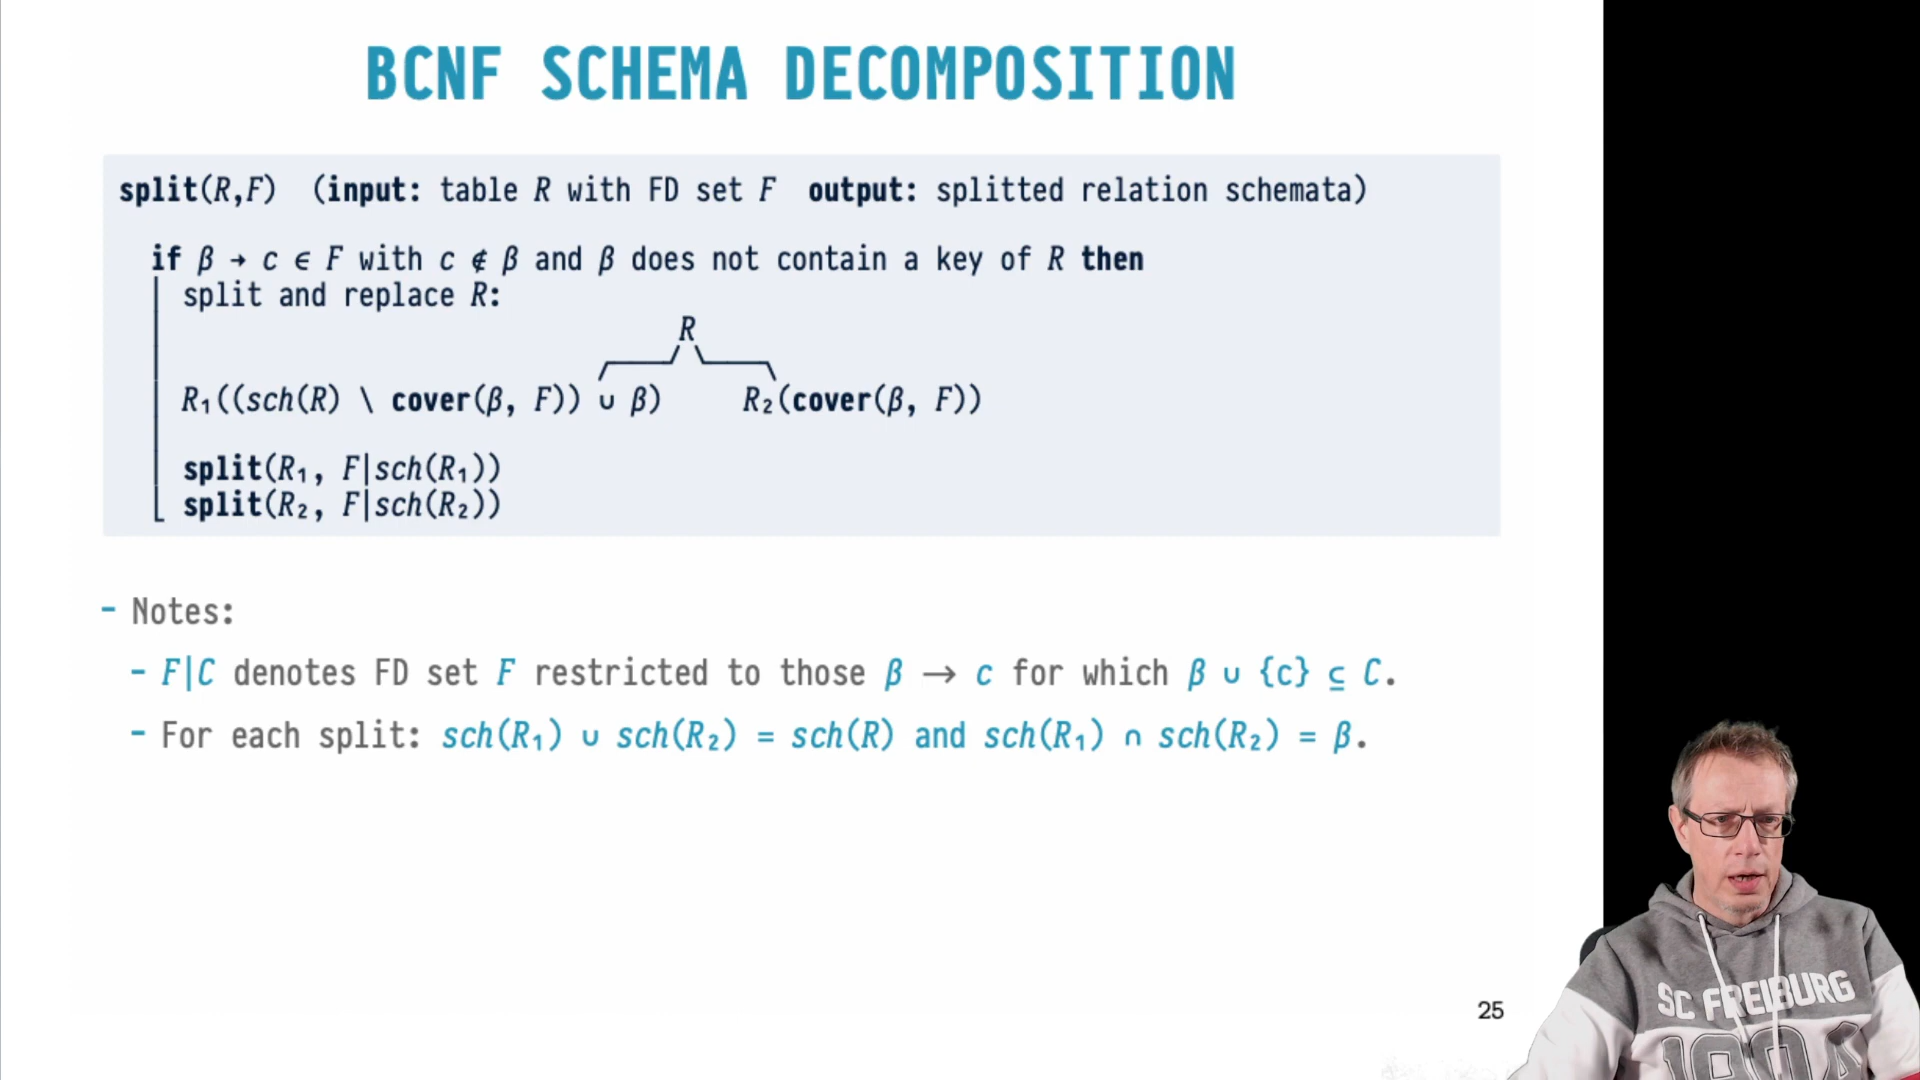 BCNF SCHEMA DECOMPOSITION
split(R,F) (input: table R with FD set F output: splitted relation schemata)
if β → c ∈ F with c ∉ β and β does not contain a key of R then
split and replace R:
R
R₁((sch(R) \ cover(β, F)) ∪ β) R₂(cover(β, F))
split(R₁, F|sch(R₁))
split(R₂, F|sch(R₂))
- Notes:
- F|C denotes FD set F restricted to those β → c for which β ∪ {c} ⊆ C.
- For each split: sch(R₁) ∪ sch(R₂) = sch(R) and sch(R₁) ∩ sch(R₂) = β.
25
SC FREIBURG